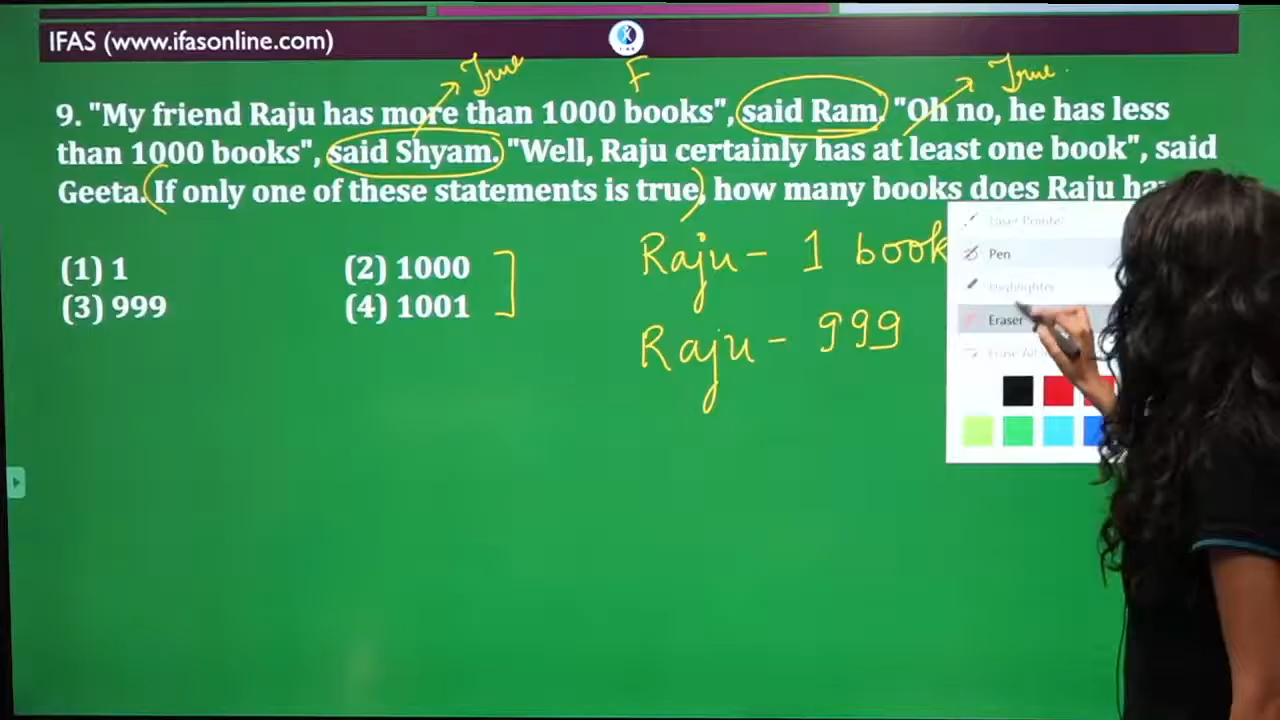 IFAS (www.ifasonline.com)
True
F
True.
9. "My friend Raju has more than 1000 books", said Ram. "Oh no, he has less
than 1000 books", said Shyam. "Well, Raju certainly has at least one book", said
Geeta. If only one of these statements is true, how many books does Raju
(1) 1
(2) 1000
(3) 999
(4) 1001
Raju - 1 book
Raju - 999
Laser Pointer
Pen
Highlighter
Eraser